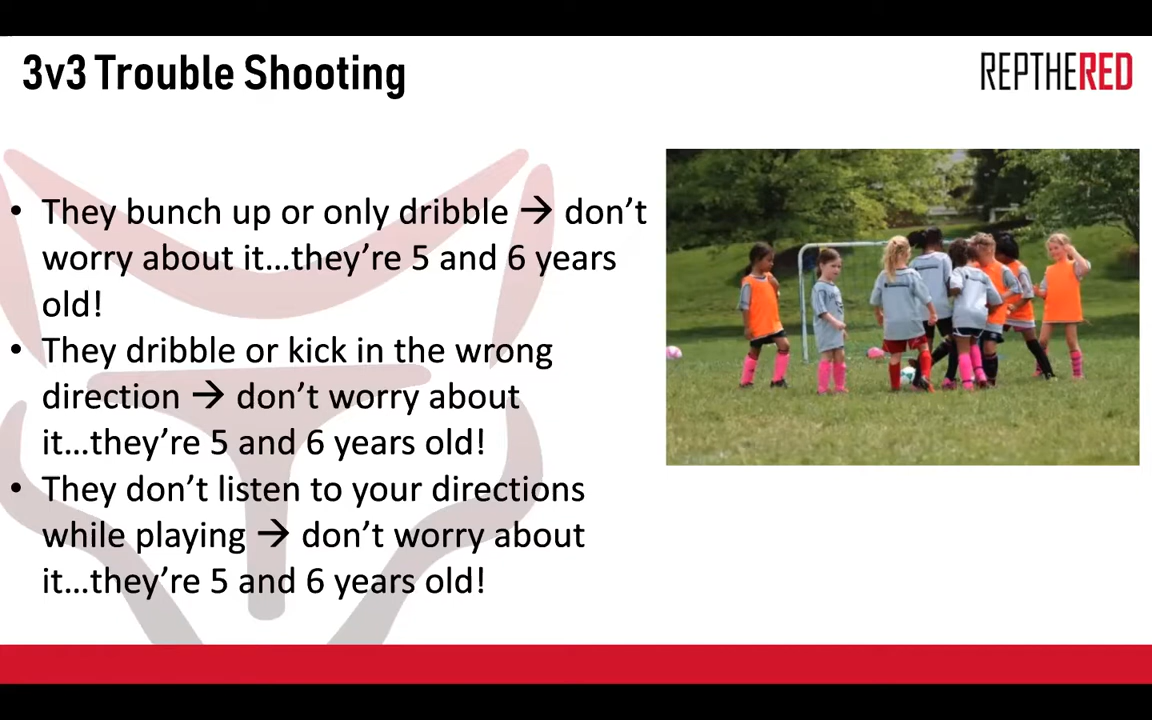 3v3 Trouble Shooting
REPTHERED
• They bunch up or only dribble → don’t
worry about it…they’re 5 and 6 years
old!
• They dribble or kick in the wrong
direction → don’t worry about
it…they’re 5 and 6 years old!
• They don’t listen to your directions
while playing → don’t worry about
it…they’re 5 and 6 years old!